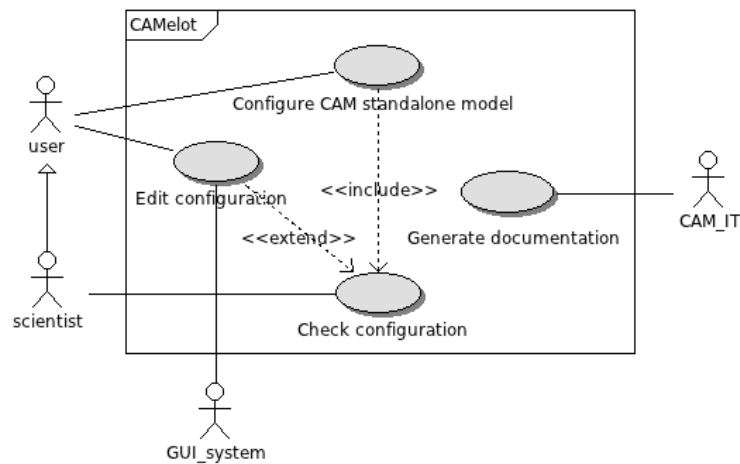 CAMelot
Configure CAM standalone model
user
Edit configuration
<<include>>
CAM_IT
<<extend>>
Generate documentation
scientist
Check configuration
GUI_system